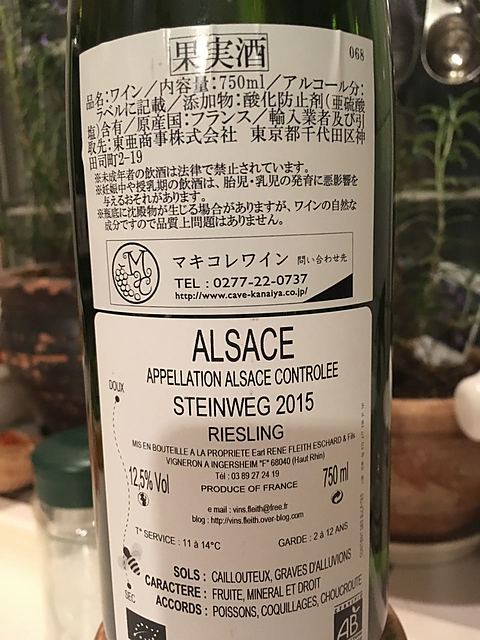 果実酒
068
品名:ワイン/内容量:750ml/アルコール分:
ラベルに記載/添加物:酸化防止剤(亜硫酸
塩)含有/原産国:フランス/輸入業者及び引
取先:東亜商事株式会社 東京都千代田区神
田司町2-19
※未成年者の飲酒は法律で禁止されています。
※妊娠中や授乳期の飲酒は、胎児・乳児の発育に悪影響を
与えるおそれがあります。
※瓶底に沈殿物が生じる場合がありますが、ワインの自然な
成分ですので品質上問題はありません。
マキコレワイン 問い合わせ先
TEL : 0277-22-0737
http://www.cave-kanaiya.co.jp/
ALSACE
APPELLATION ALSACE CONTROLEE
DOUX
STEINWEG 2015
RIESLING
MIS EN BOUTEILLE A LA PROPRIETE Earl RENE FLEITH ESCHARD & Fils
VIGNERON A INGERSHEIM "F" 68040 (Haut Rhin)
Tél : 03 89 27 24 19
12,5% Vol
PRODUCE OF FRANCE
750 ml
e mail : vins.fleith@free.fr
blog : http://vins.fleith.over-blog.com
T° SERVICE : 11 à 14°C
GARDE : 2 à 12 ANS
SEC
SOLS : CAILLOUTEUX, GRAVES D'ALLUVIONS
CARACTERE : FRUITE, MINERAL ET DROIT
ACCORDS : POISSONS, COQUILLAGES, CHOUCROUTE
AB